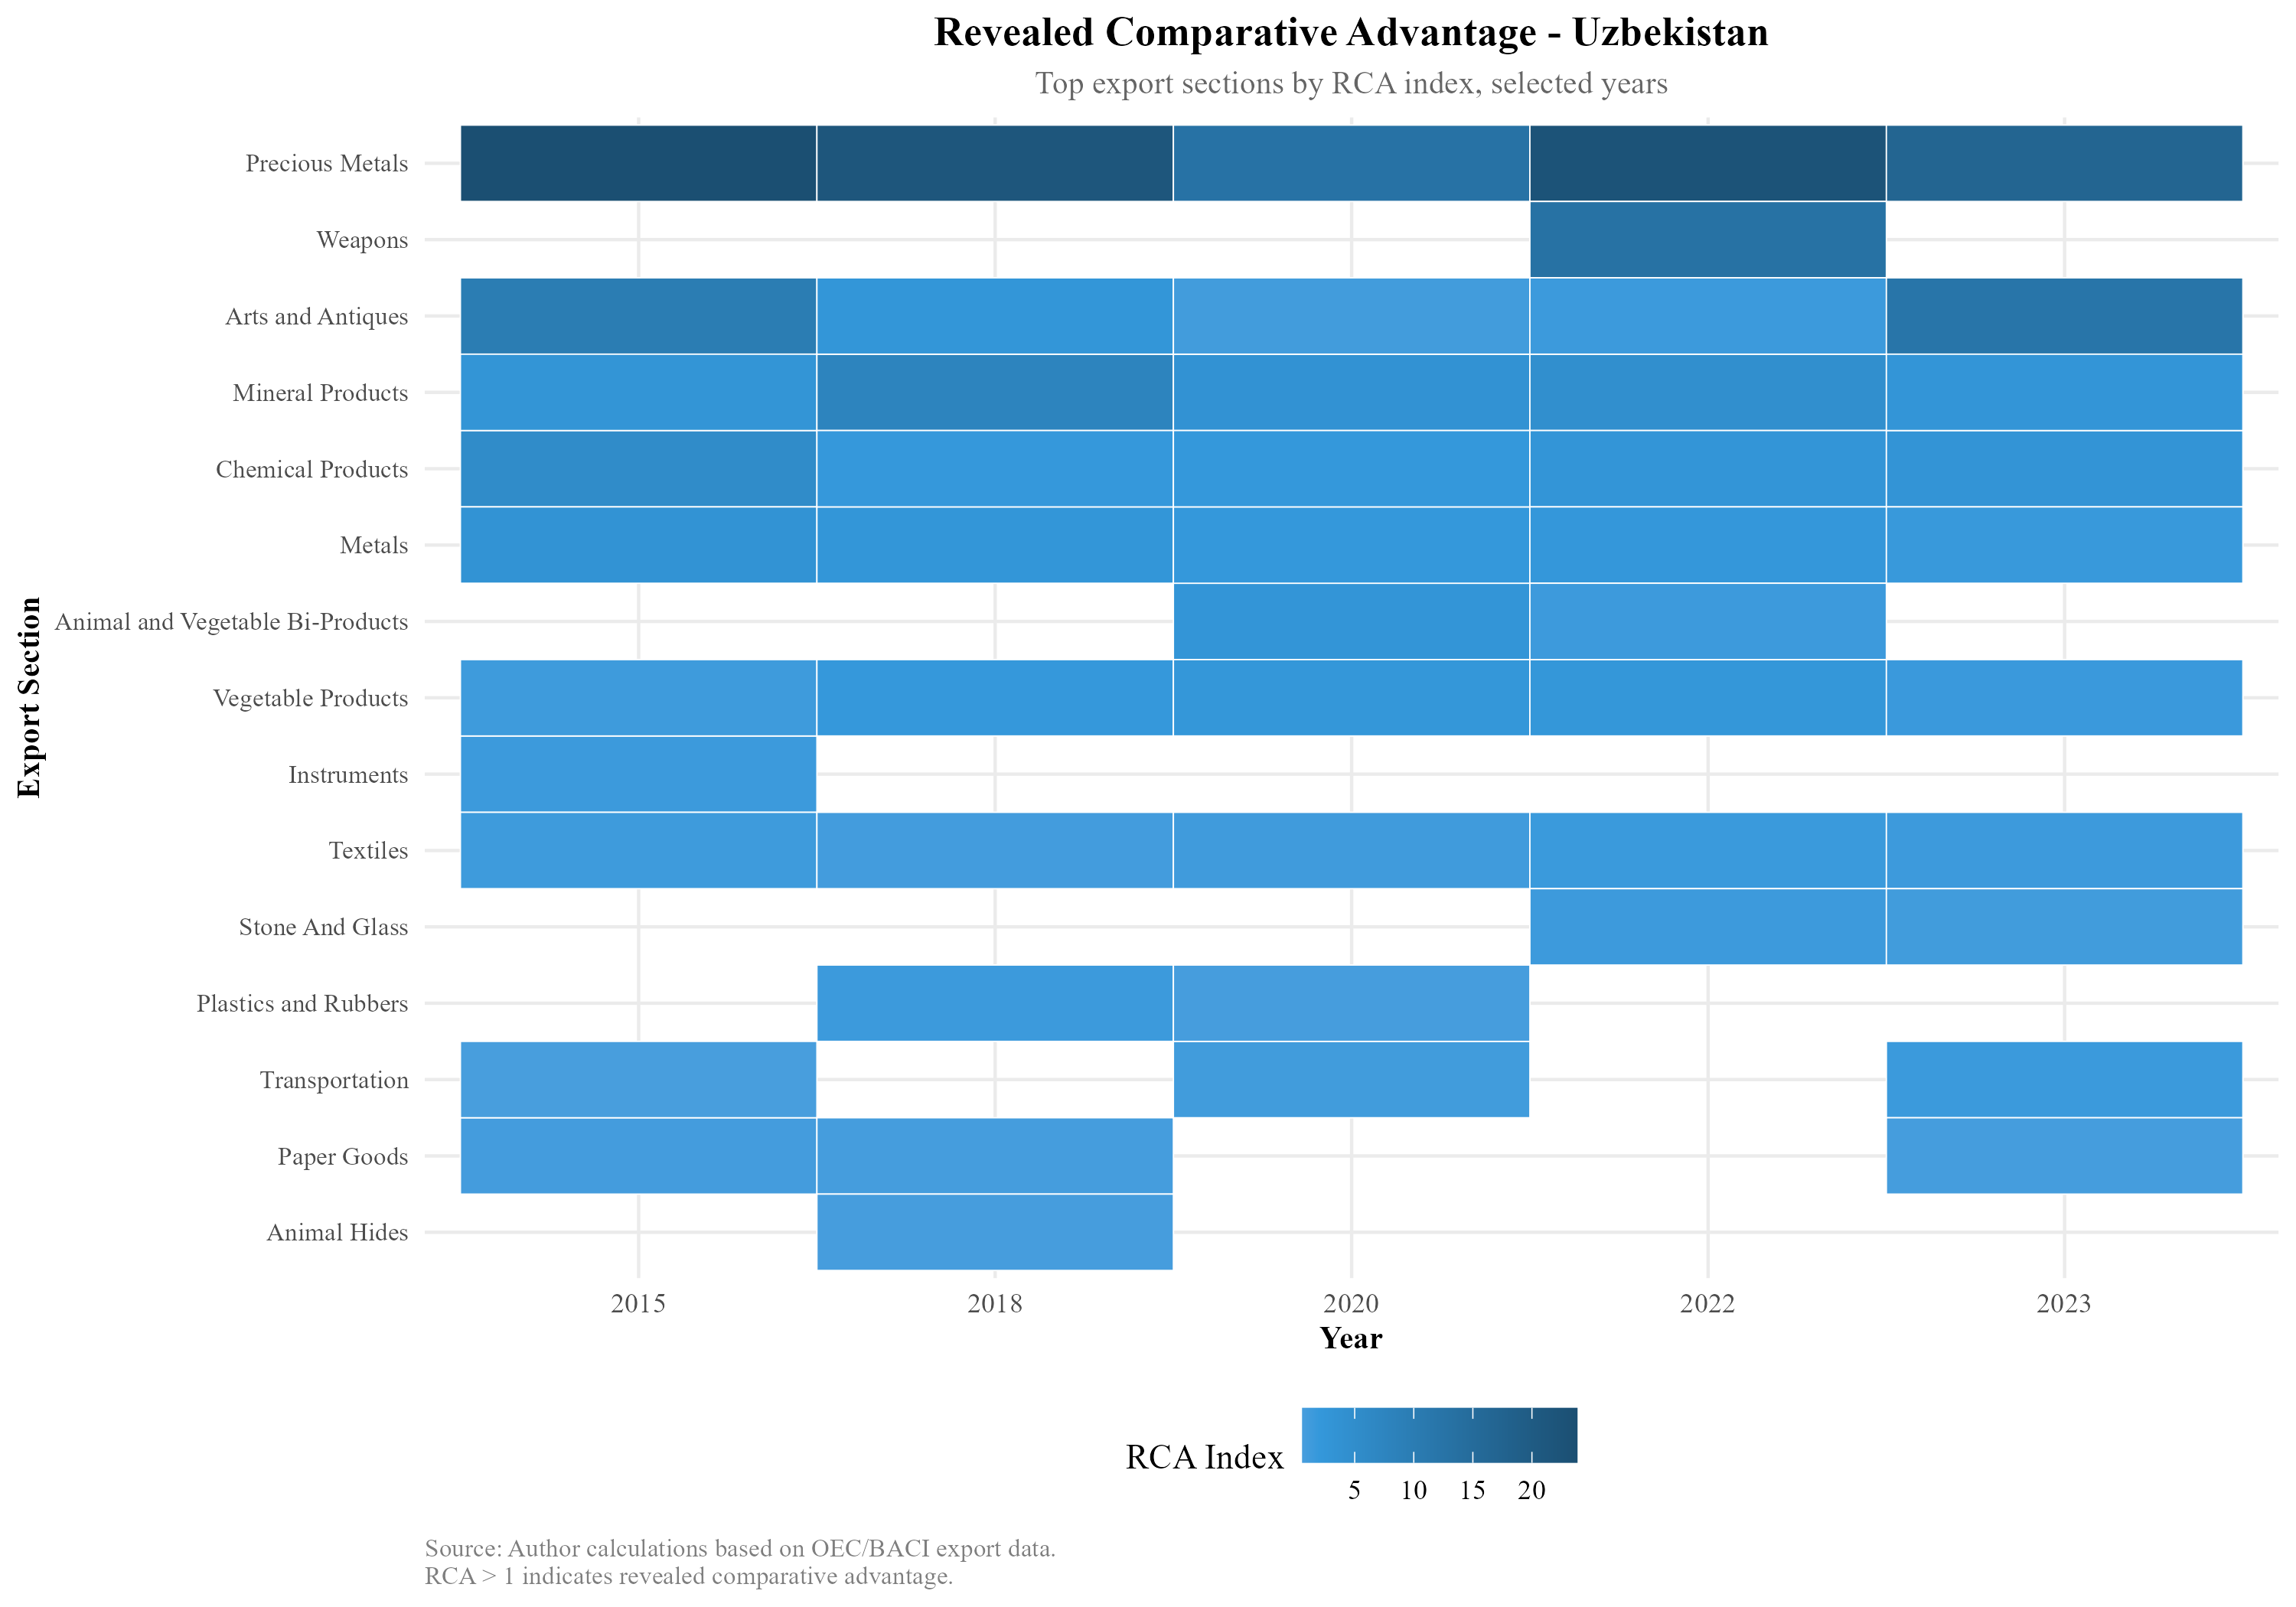 Revealed Comparative Advantage - Uzbekistan
Top export sections by RCA index, selected years
Export Section
Precious Metals
Weapons
Arts and Antiques
Mineral Products
Chemical Products
Metals
Animal and Vegetable Bi-Products
Vegetable Products
Instruments
Textiles
Stone And Glass
Plastics and Rubbers
Transportation
Paper Goods
Animal Hides
2015 2018 2020 2022 2023
Year
RCA Index
5 10 15 20
Source: Author calculations based on OEC/BACI export data.
RCA > 1 indicates revealed comparative advantage.